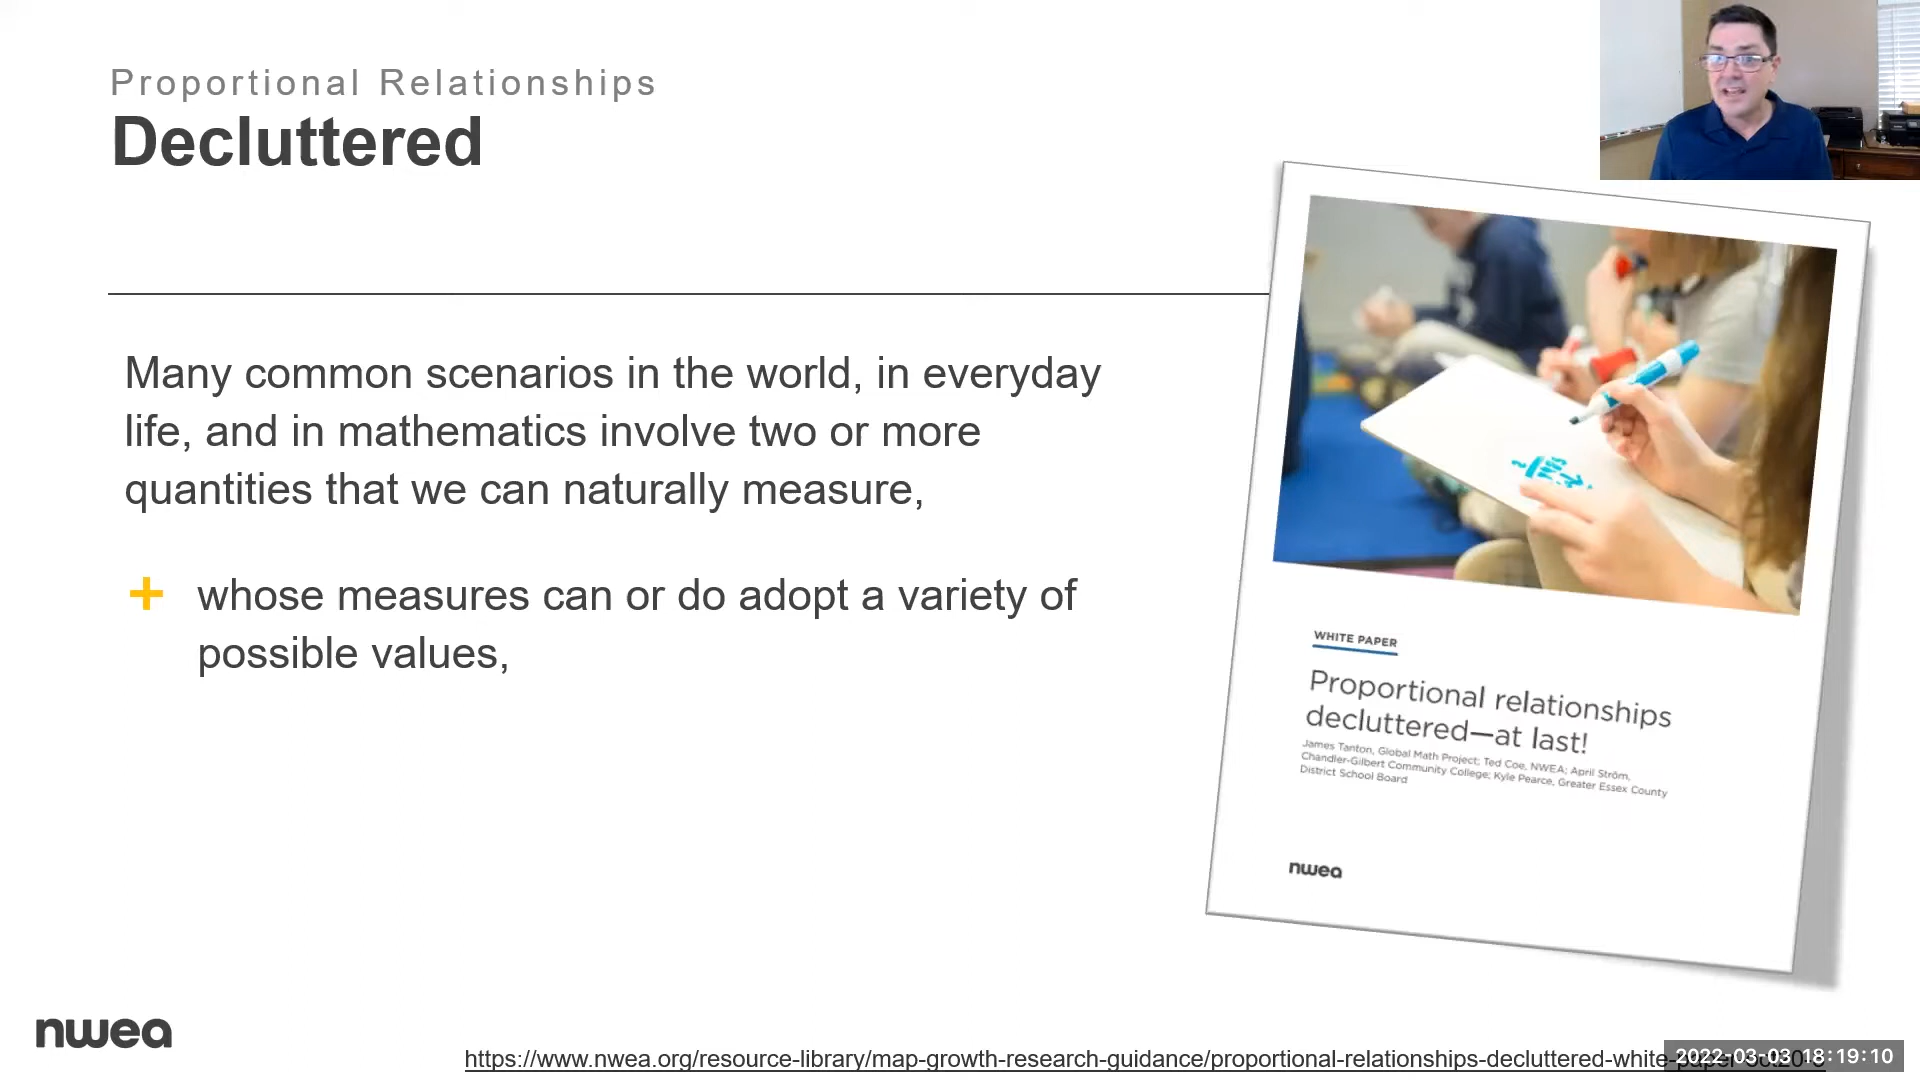 Proportional Relationships
Decluttered
Many common scenarios in the world, in everyday
life, and in mathematics involve two or more
quantities that we can naturally measure,
+ whose measures can or do adopt a variety of
possible values,
WHITE PAPER
Proportional relationships
decluttered—at last!
James Tanton, Global Math Project; Ted Coe, NWEA; April Ström,
Chandler-Gilbert Community College; Kyle Pearce, Greater Essex County
District School Board
nwea
nwea
https://www.nwea.org/resource-library/map-growth-research-guidance/proportional-relationships-decluttered-white-
2022-03-03 18:19:10